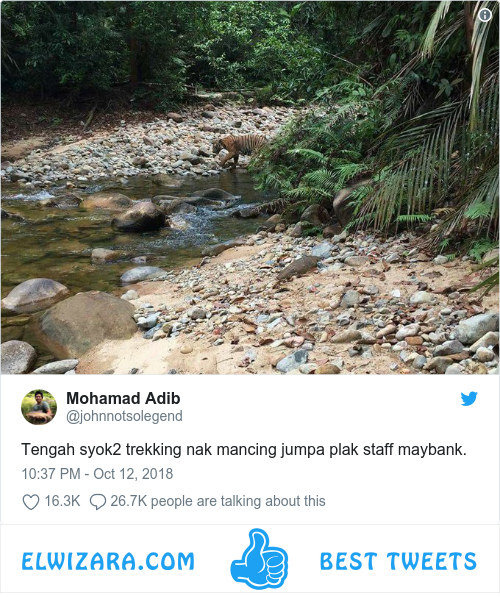 Mohamad Adib
@johnnotsolegend
Tengah syok2 trekking nak mancing jumpa plak staff maybank.
10:37 PM - Oct 12, 2018
16.3K 26.7K people are talking about this
ELWIZARA.COM BEST TWEETS